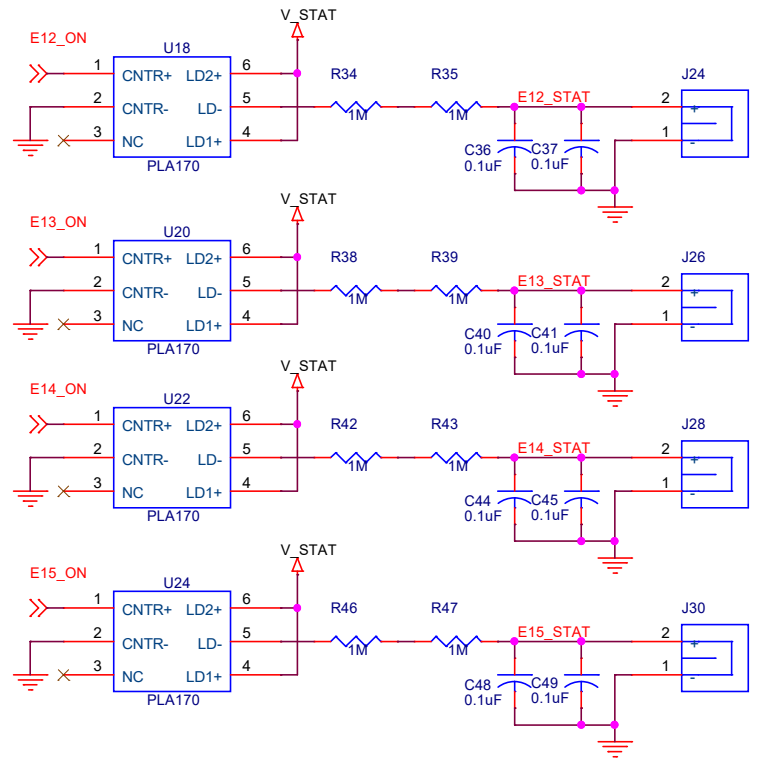 V_STAT
E12_ON
U18
1 CNTR+ LD2+ 6
2 CNTR- LD- 5
3 NC LD1+ 4
PLA170
R34
1M
R35
1M
E12_STAT
C36
0.1uF
C37
0.1uF
J24
2 +
1 -
V_STAT
E13_ON
U20
1 CNTR+ LD2+ 6
2 CNTR- LD- 5
3 NC LD1+ 4
PLA170
R38
1M
R39
1M
E13_STAT
C40
0.1uF
C41
0.1uF
J26
2 +
1 -
V_STAT
E14_ON
U22
1 CNTR+ LD2+ 6
2 CNTR- LD- 5
3 NC LD1+ 4
PLA170
R42
1M
R43
1M
E14_STAT
C44
0.1uF
C45
0.1uF
J28
2 +
1 -
V_STAT
E15_ON
U24
1 CNTR+ LD2+ 6
2 CNTR- LD- 5
3 NC LD1+ 4
PLA170
R46
1M
R47
1M
E15_STAT
C48
0.1uF
C49
0.1uF
J30
2 +
1 -